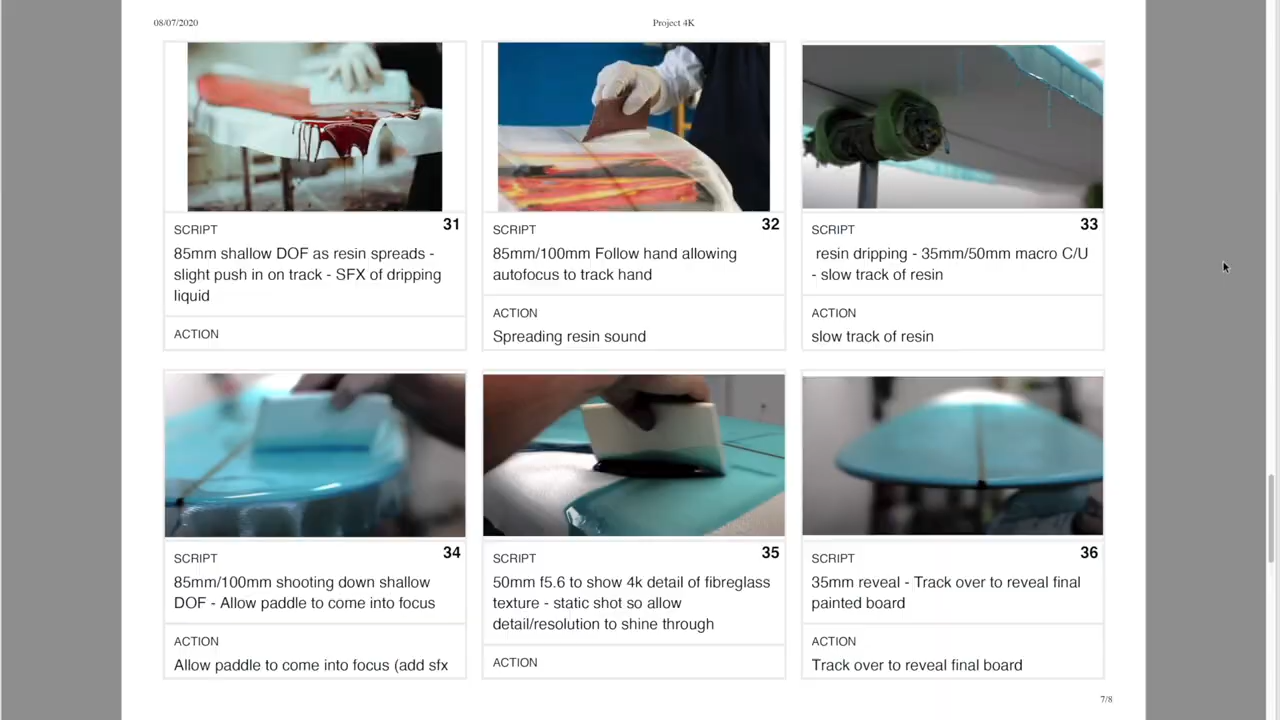 08/07/2020
Project 4K
31
SCRIPT
85mm shallow DOF as resin spreads -
slight push in on track - SFX of dripping
liquid
ACTION
32
SCRIPT
85mm/100mm Follow hand allowing
autofocus to track hand
ACTION
Spreading resin sound
33
SCRIPT
resin dripping - 35mm/50mm macro C/U
- slow track of resin
ACTION
slow track of resin
34
SCRIPT
85mm/100mm shooting down shallow
DOF - Allow paddle to come into focus
ACTION
Allow paddle to come into focus (add sfx
35
SCRIPT
50mm f5.6 to show 4k detail of fibreglass
texture - static shot so allow
detail/resolution to shine through
ACTION
36
SCRIPT
35mm reveal - Track over to reveal final
painted board
ACTION
Track over to reveal final board
7/8